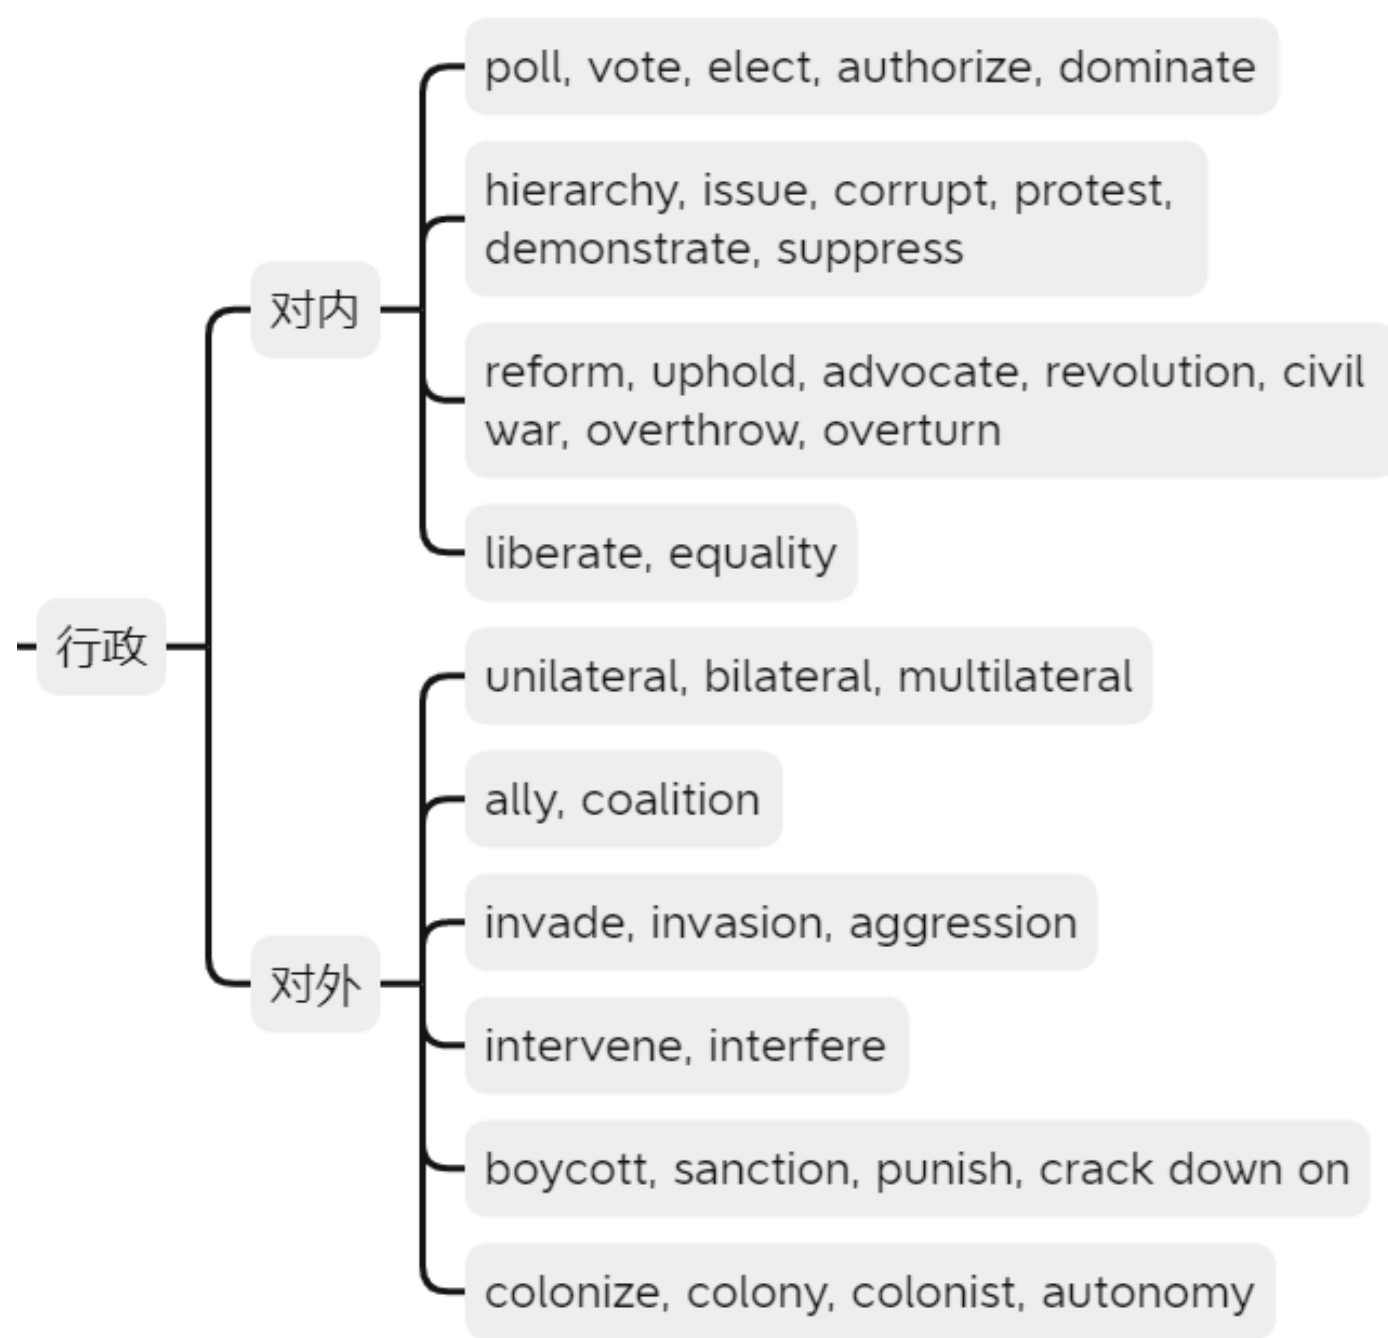 行政
对内
poll, vote, elect, authorize, dominate
hierarchy, issue, corrupt, protest,
demonstrate, suppress
reform, uphold, advocate, revolution, civil
war, overthrow, overturn
liberate, equality
对外
unilateral, bilateral, multilateral
ally, coalition
invade, invasion, aggression
intervene, interfere
boycott, sanction, punish, crack down on
colonize, colony, colonist, autonomy